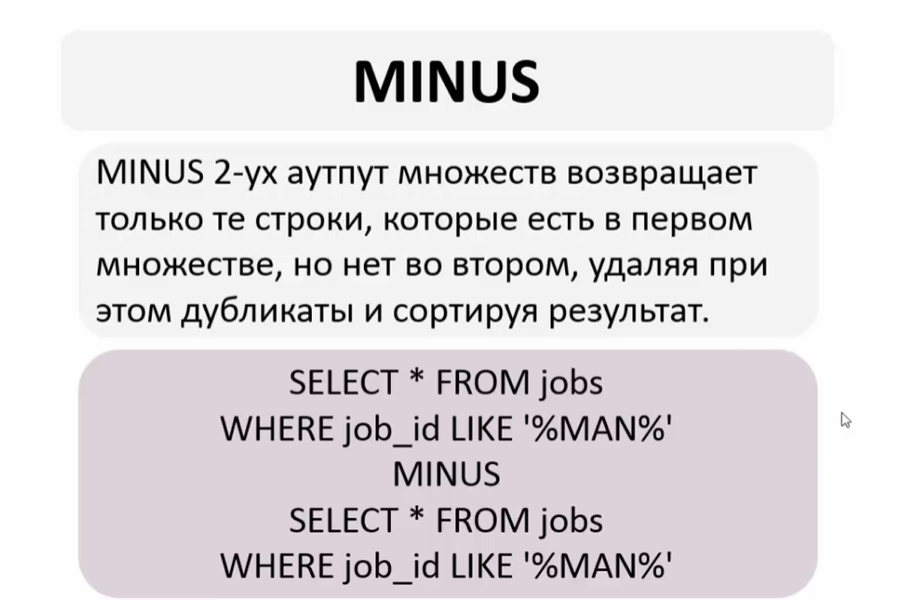 MINUS
MINUS 2-ух аутпут множеств возвращает
только те строки, которые есть в первом
множестве, но нет во втором, удаляя при
этом дубликаты и сортируя результат.
SELECT * FROM jobs
WHERE job_id LIKE '%MAN%'
MINUS
SELECT * FROM jobs
WHERE job_id LIKE '%MAN%'